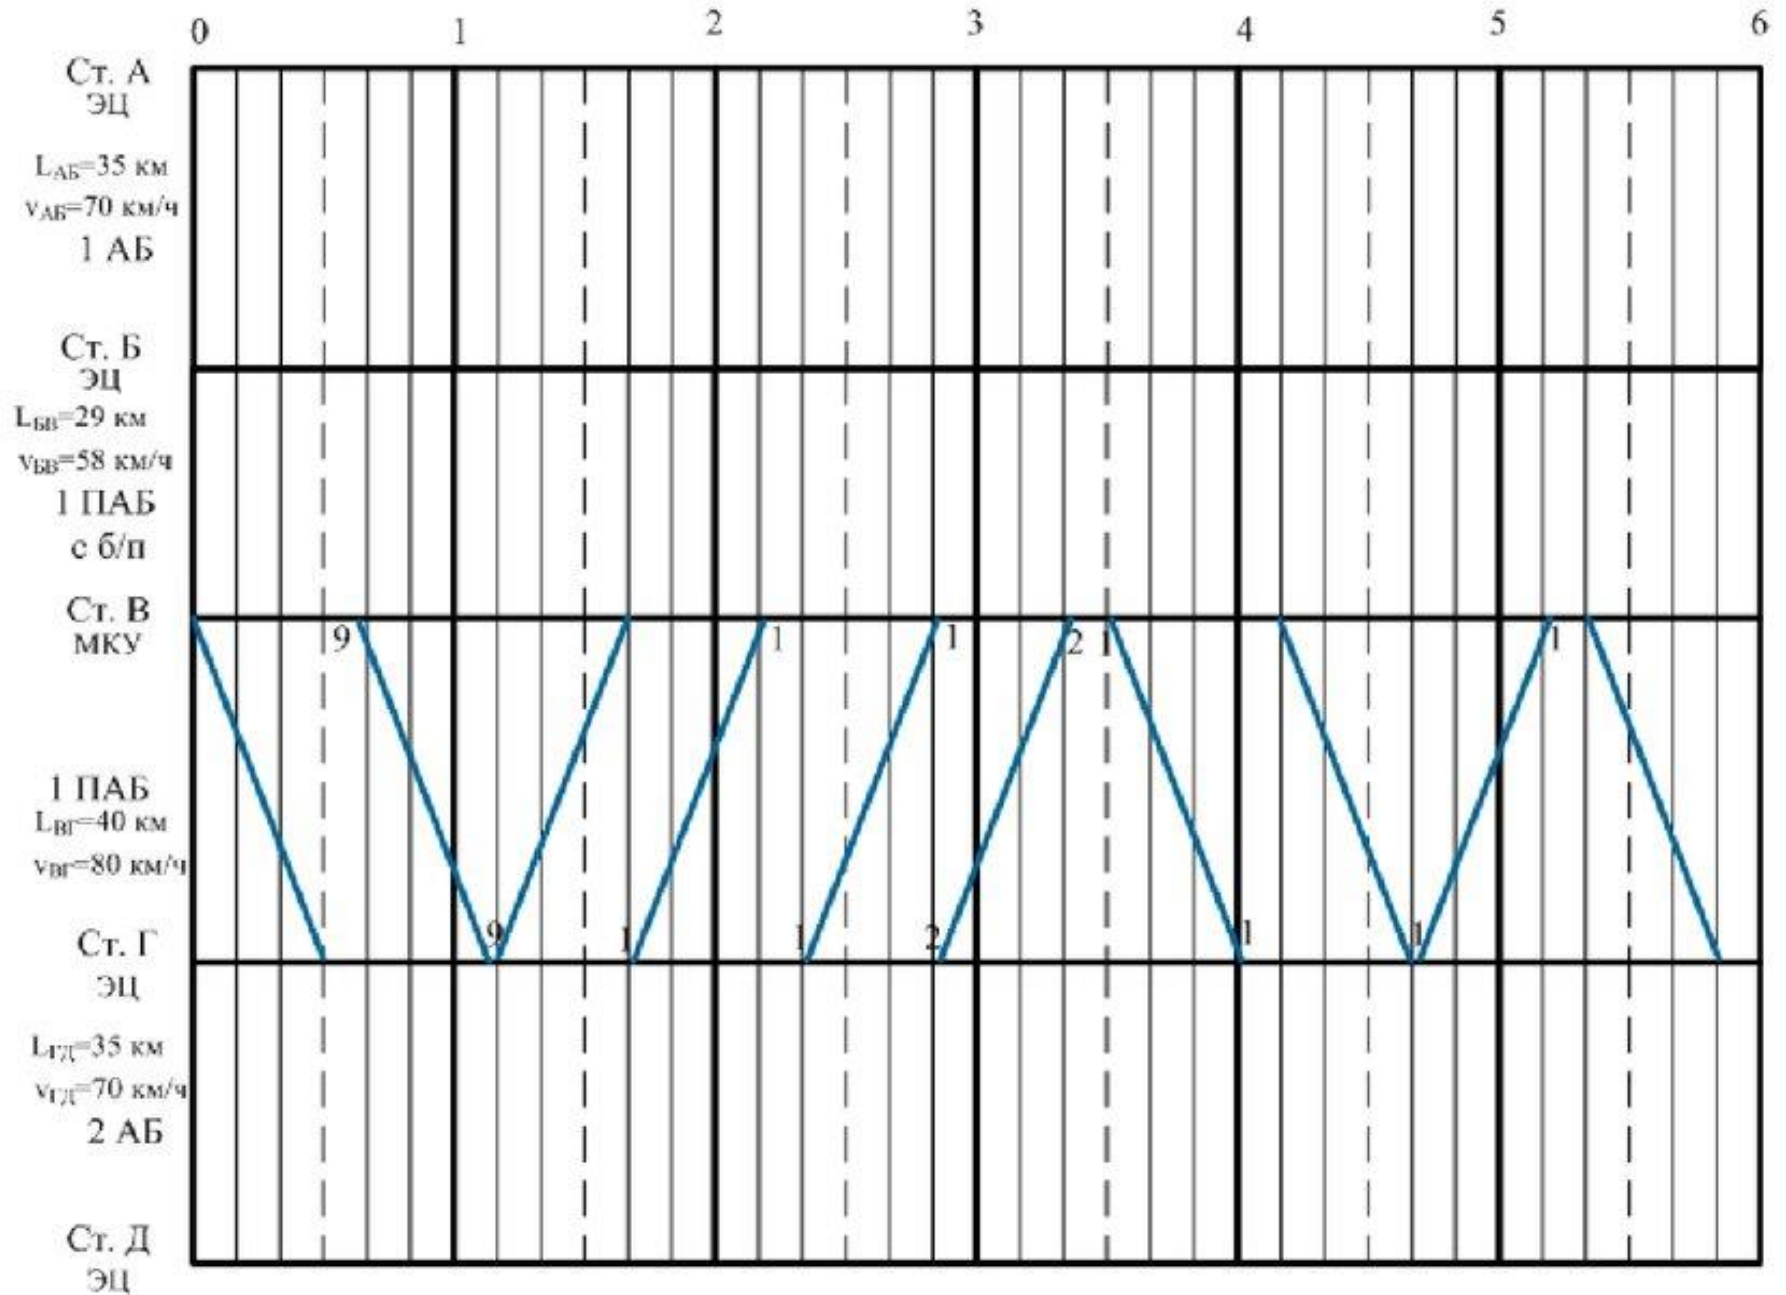 0 1 2 3 4 5 6
Ст. А
ЭЦ
LАБ=35 км
vАБ=70 км/ч
1 АБ
Ст. Б
ЭЦ
LБВ=29 км
vБВ=58 км/ч
1 ПАБ
с б/п
Ст. В
МКУ
9 1 1 2 1 1
1 ПАБ
LВГ=40 км
vВГ=80 км/ч
Ст. Г
9 1 1 2 1 1
ЭЦ
LГД=35 км
vГД=70 км/ч
2 АБ
Ст. Д
ЭЦ